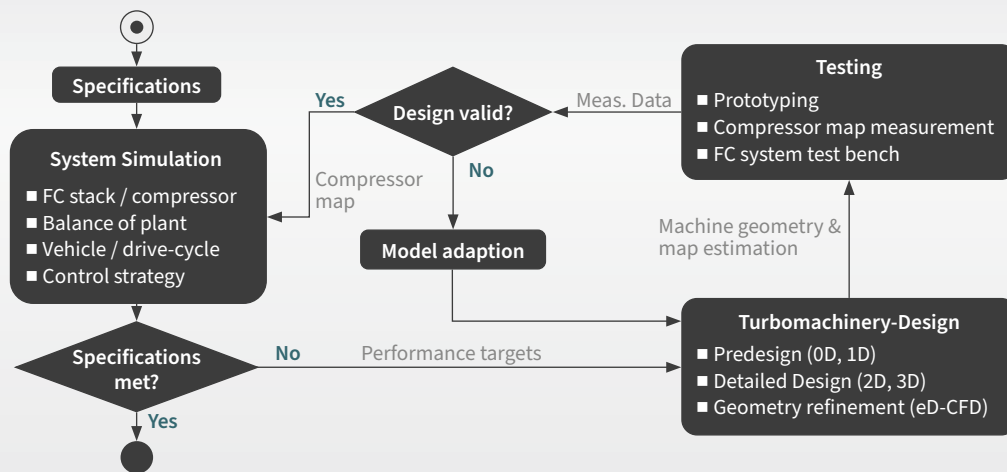 Specifications
System Simulation
■ FC stack / compressor
■ Balance of plant
■ Vehicle / drive-cycle
■ Control strategy
Specifications
met?
Yes
No
Performance targets
Yes
Design valid?
Compressor
map
No
Model adaption
Meas. Data
Testing
■ Prototyping
■ Compressor map measurement
■ FC system test bench
Machine geometry &
map estimation
Turbomachinery-Design
■ Predesign (0D, 1D)
■ Detailed Design (2D, 3D)
■ Geometry refinement (eD-CFD)